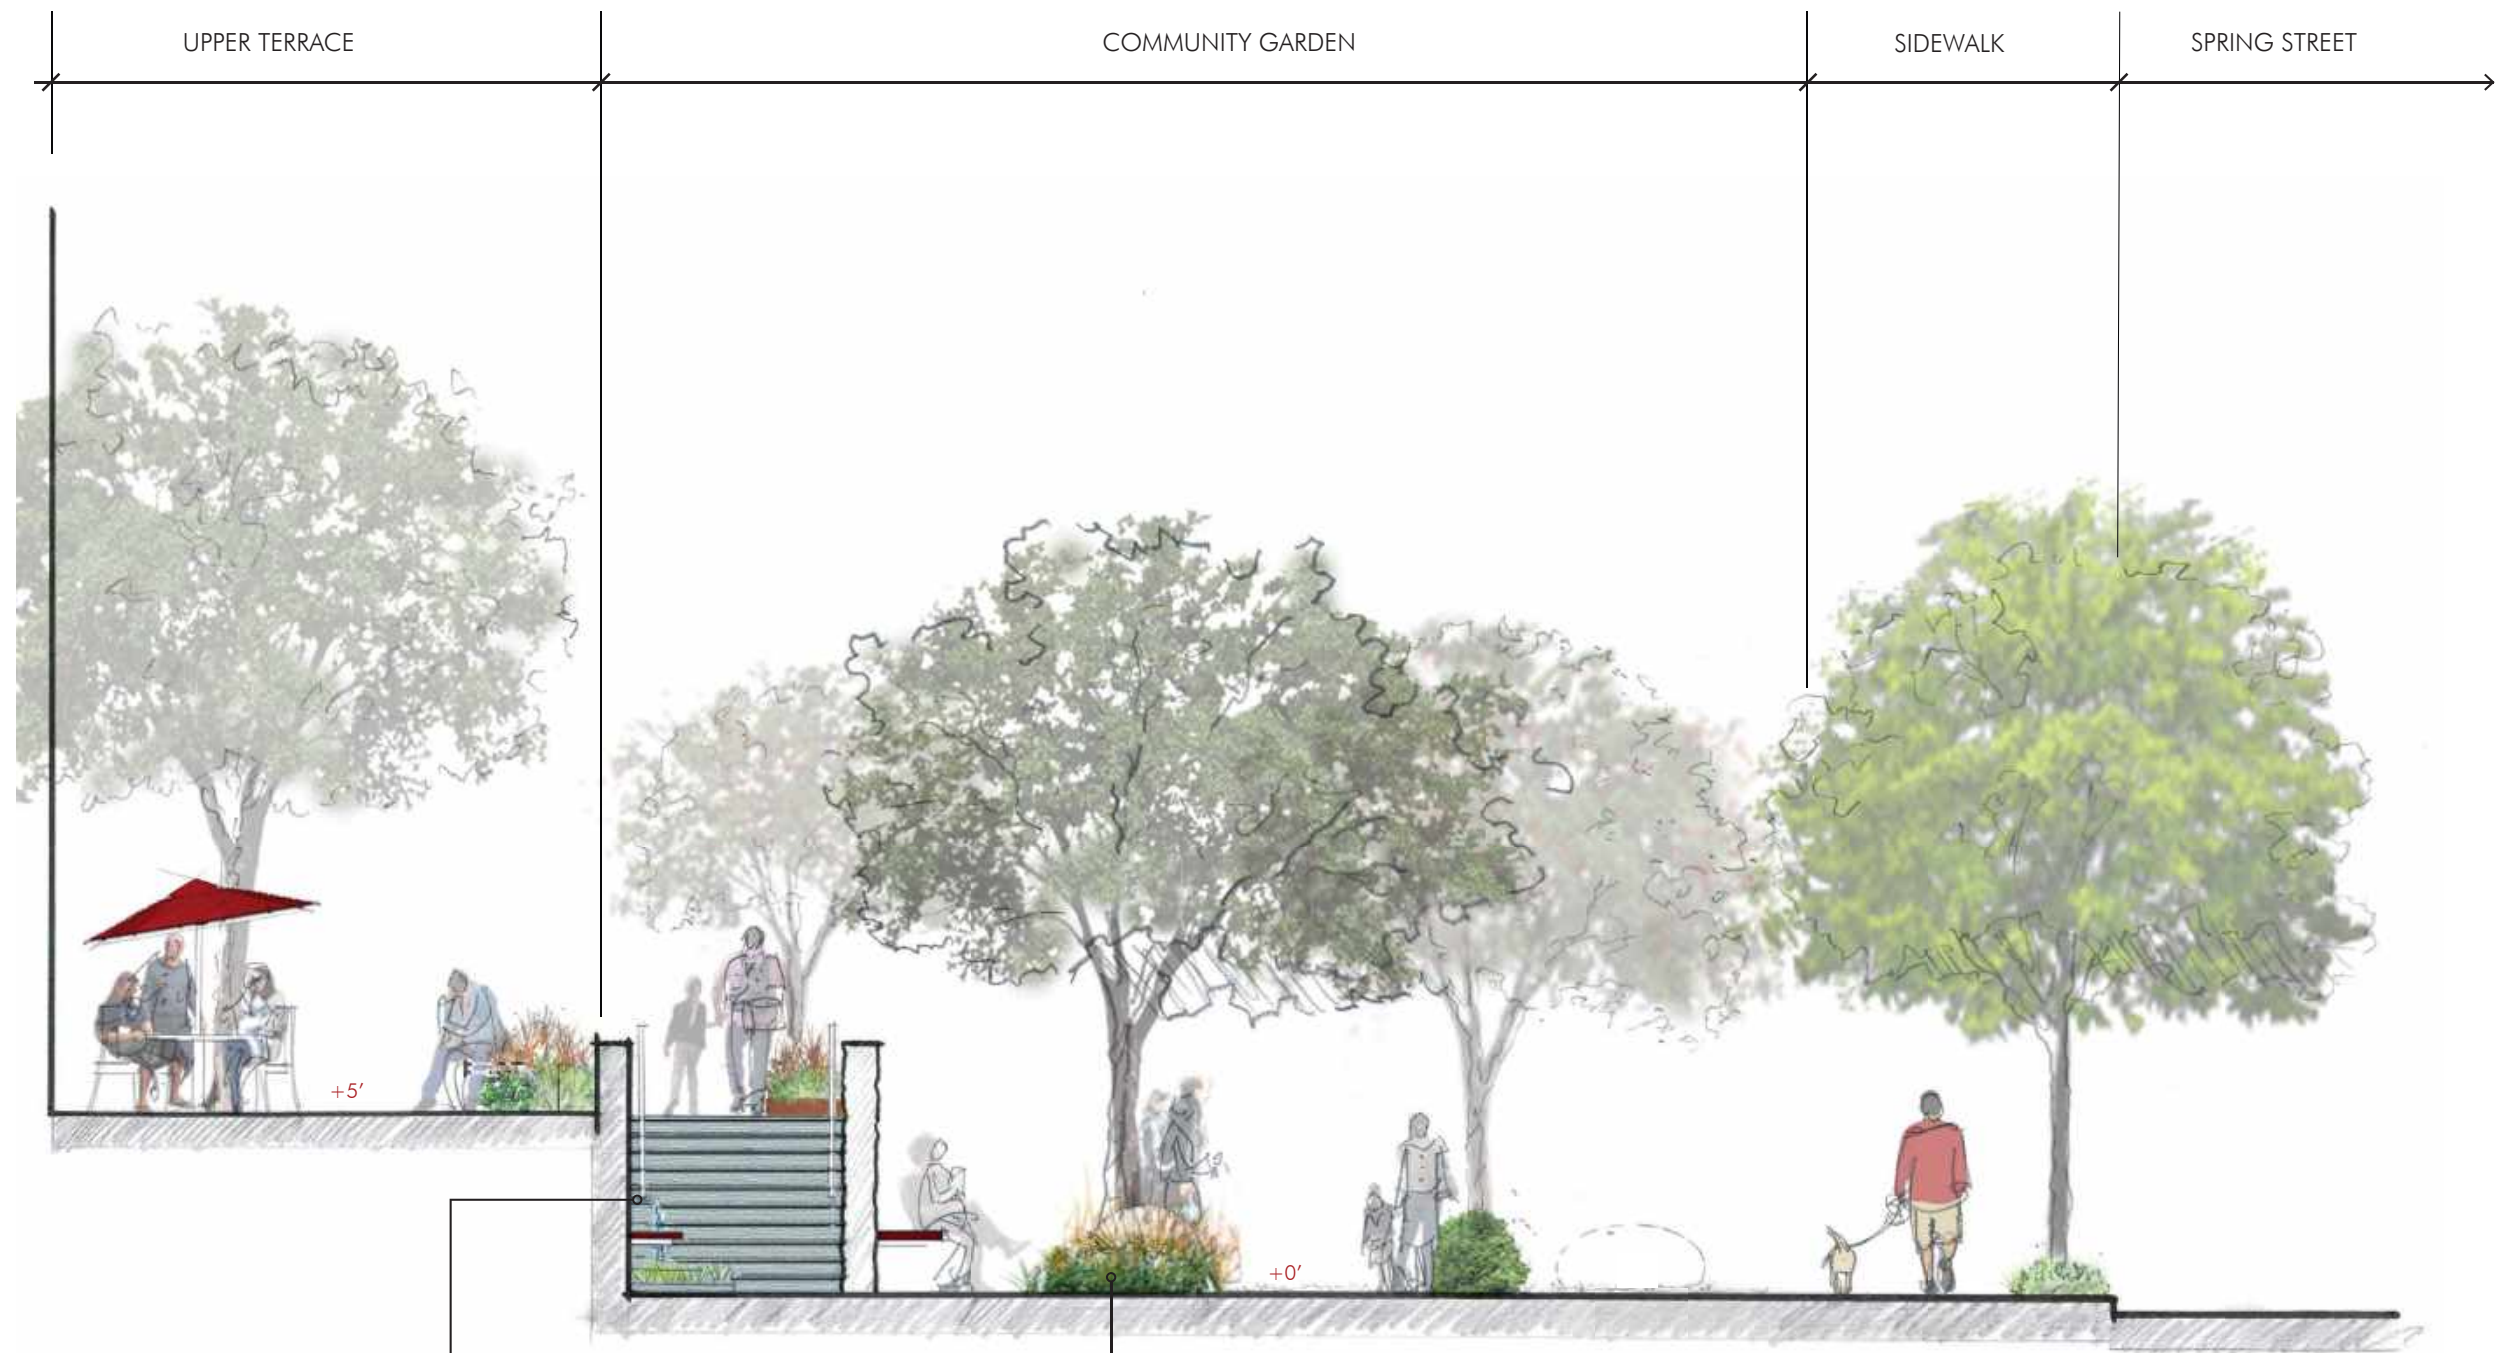 UPPER TERRACE
COMMUNITY GARDEN
SIDEWALK
SPRING STREET
+5'
+0'